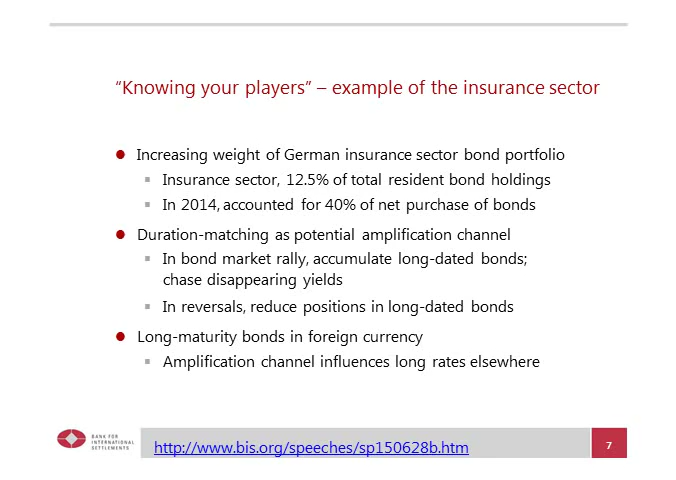 “Knowing your players” – example of the insurance sector
Increasing weight of German insurance sector bond portfolio
Insurance sector, 12.5% of total resident bond holdings
In 2014, accounted for 40% of net purchase of bonds
Duration-matching as potential amplification channel
In bond market rally, accumulate long-dated bonds;
chase disappearing yields
In reversals, reduce positions in long-dated bonds
Long-maturity bonds in foreign currency
Amplification channel influences long rates elsewhere
BANK FOR
INTERNATIONAL
SETTLEMENTS
http://www.bis.org/speeches/sp150628b.htm
7